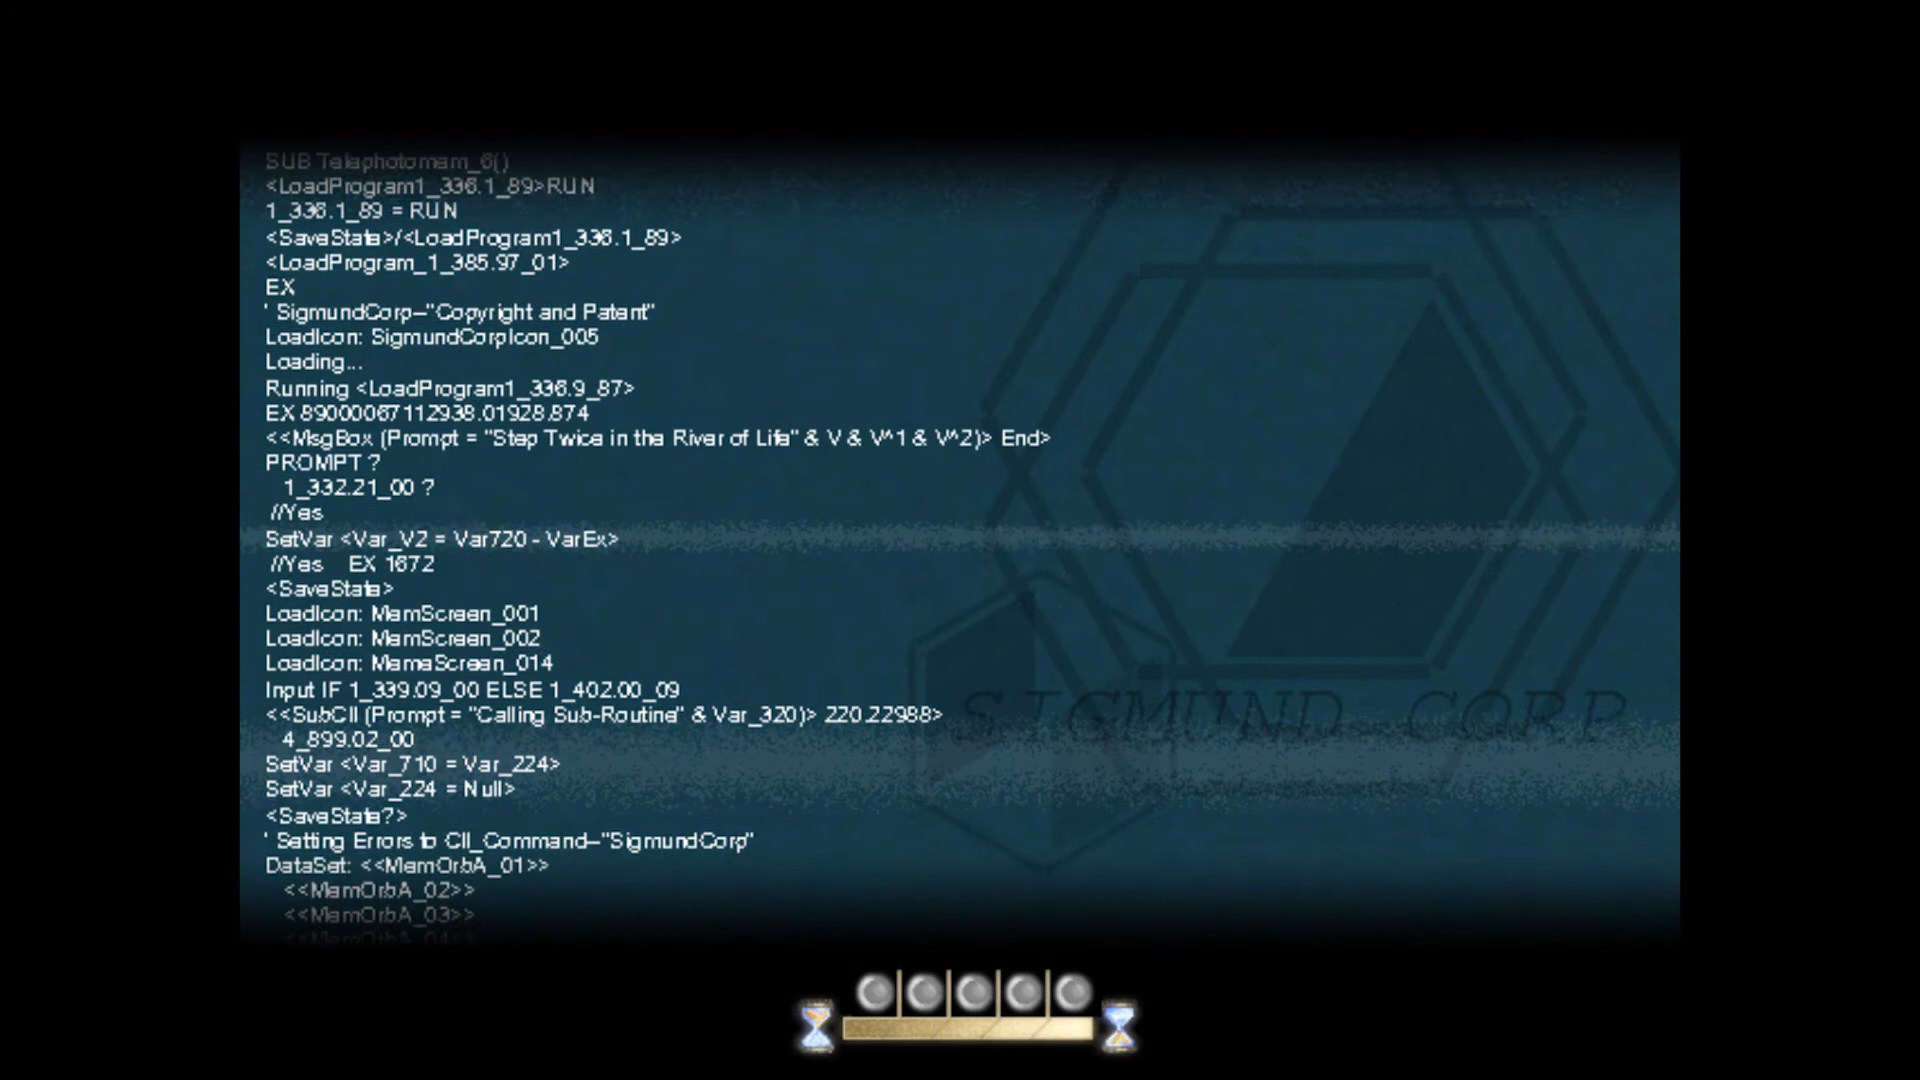 SUB Telephotomem_6()
<LoadProgram1_336.1_89>RUN
1_336.1_89 = RUN
<SaveState>/<LoadProgram1_336.1_89>
<LoadProgram_1_385.97_01>
EX
' SigmundCorp--"Copyright and Patent"
LoadIcon: SigmundCorpIcon_005
Loading...
Running <LoadProgram1_336.9_87>
EX 89000067112938.01928.874
<<MsgBox (Prompt = "Step Twice in the River of Life" & V & V^1 & V^2)> End>
PROMPT ?
1_332.21_00 ?
//Yes
SetVar <Var_V2 = Var720 - VarEx>
//Yes EX 1672
<SaveState>
LoadIcon: MemScreen_001
LoadIcon: MemScreen_002
LoadIcon: MemeScreen_014
Input IF 1_339.09_00 ELSE 1_402.00_09
<<SubCll (Prompt = "Calling Sub-Routine" & Var_320)> 220.22988>
4_899.02_00
SetVar <Var_710 = Var_224>
SetVar <Var_224 = Null>
<SaveState?>
' Setting Errors to Cll_Command--"SigmundCorp"
DataSet: <<MemOrbA_01>>
<<MemOrbA_02>>
<<MemOrbA_03>>
<<MemOrbA_04>>
SIGMUND CORP